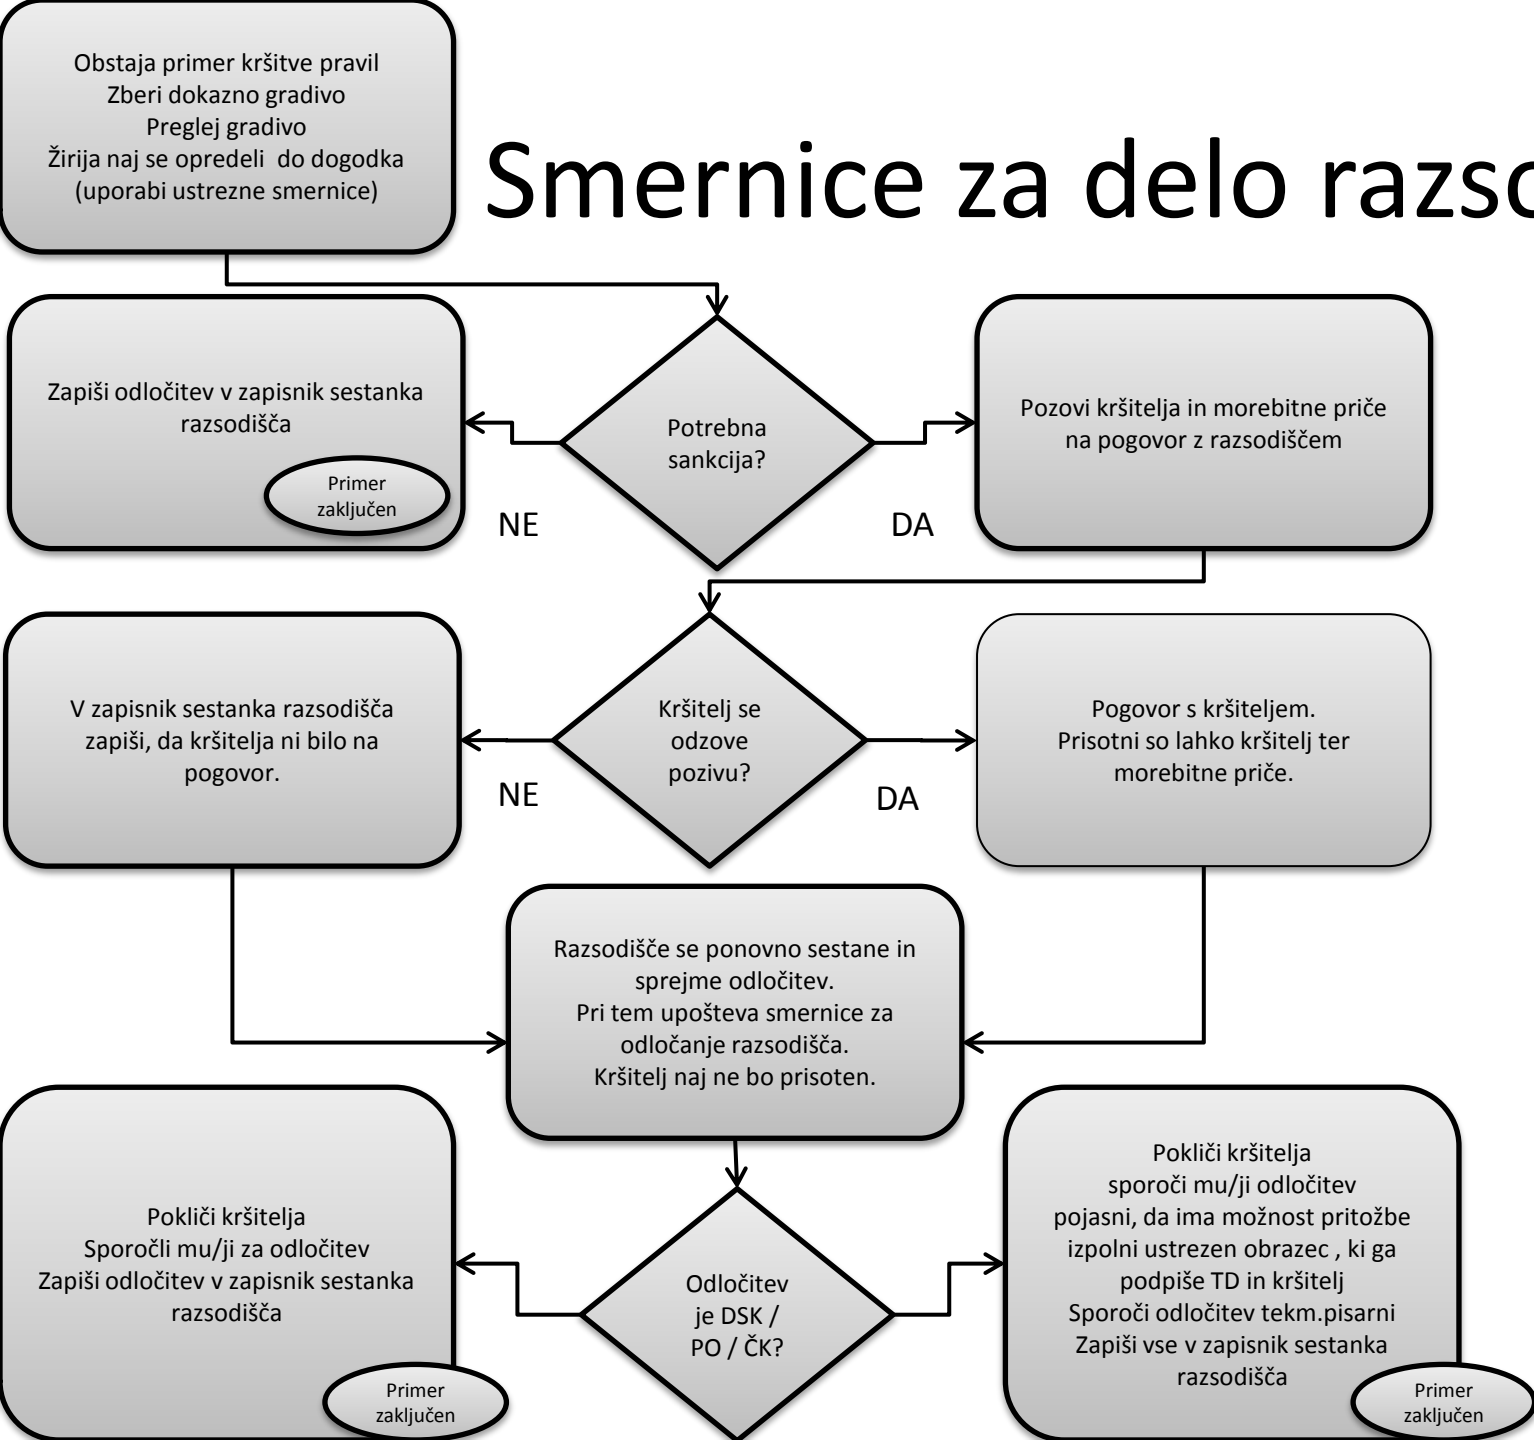 Obstaja primer kršitve pravil
Zberi dokazno gradivo
Preglej gradivo
Žirija naj se opredeli  do dogodka
(uporabi ustrezne smernice)
Smernice za delo razso
Zapiši odločitev v zapisnik sestanka
razsodišča
Primer
zaključen
Potrebna
sankcija?
NE
DA
Pozovi kršitelja in morebitne priče
na pogovor z razsodiščem
V zapisnik sestanka razsodišča
zapiši, da kršitelja ni bilo na
pogovor.
Kršitelj se
odzove
pozivu?
NE
DA
Pogovor s kršiteljem.
Prisotni so lahko kršitelj ter
morebitne priče.
Razsodišče se ponovno sestane in
sprejme odločitev.
Pri tem upošteva smernice za
odločanje razsodišča.
Kršitelj naj ne bo prisoten.
Pokliči kršitelja
Sporočli mu/ji za odločitev
Zapiši odločitev v zapisnik sestanka
razsodišča
Primer
zaključen
Odločitev
je DSK /
PO / ČK?
Pokliči kršitelja
sporoči mu/ji odločitev
pojasni, da ima možnost pritožbe
izpolni ustrezen obrazec , ki ga
podpiše TD in kršitelj
Sporoči odločitev tekm.pisarni
Zapiši vse v zapisnik sestanka
razsodišča
Primer
zaključen